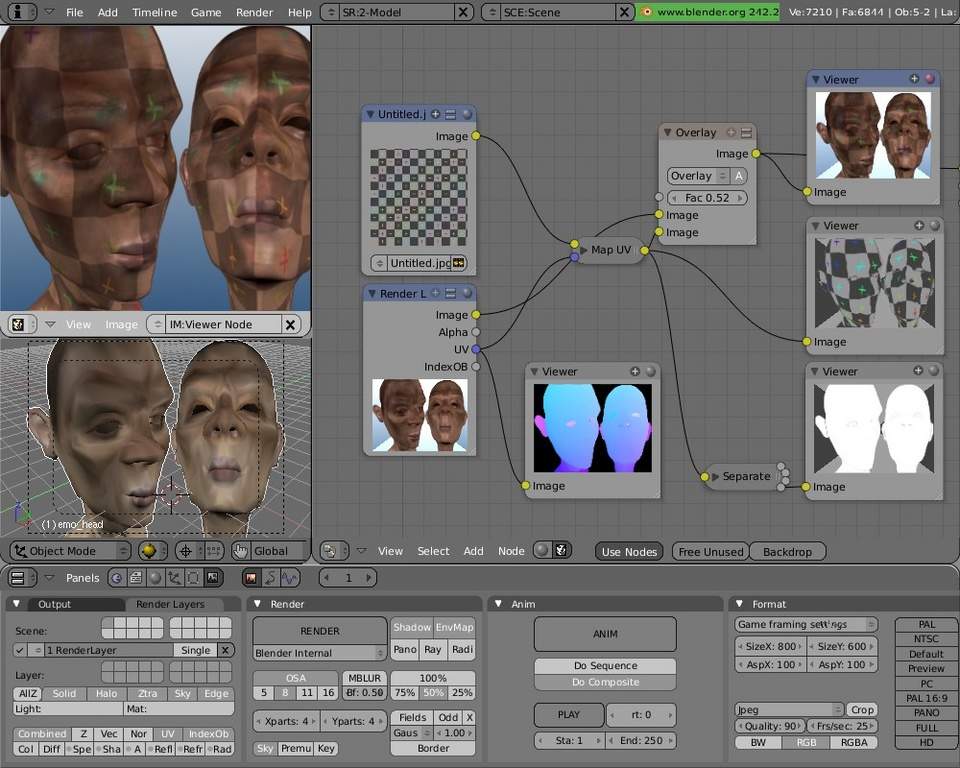 File Add Timeline Game Render Help SR:2-Model X SCE:Scene X www.blender.org 242.2 Ve:7210 | Fa:6844 | Ob:5-2 | La:
View Image IM:Viewer Node X
(1) emo_head
Object Mode Global
Untitled.j
Image
Untitled.jpg
Render L
Image
Alpha
UV
IndexOB
Map UV
Overlay
Image
Overlay A
Fac 0.52
Image
Image
Viewer
Image
Viewer
Image
Viewer
Image
Viewer
Image
Separate
View Select Add Node Use Nodes Free Unused Backdrop
Panels 1
Output Render Layers
Scene:
1 RenderLayer Single X
Layer:
AllZ Solid Halo Ztra Sky Edge
Light: Mat:
Combined Z Vec Nor UV IndexOb
Col Diff Spe Sha A Refl Refr Rad
Render
RENDER
Blender Internal
Shadow EnvMap
Pano Ray Radi
OSA MBLUR 100%
5 8 11 16 Bf: 0.50 75% 50% 25%
Xparts: 4 Yparts: 4
Fields Odd X
Gaus 1.00
Sky Premu Key Border
Anim
ANIM
Do Sequence
Do Composite
PLAY rt: 0
Sta: 1 End: 250
Format
Game framing settings
SizeX: 800 SizeY: 600
AspX: 100 AspY: 100
Jpeg Crop
Quality: 90 Frs/sec: 25
BW RGB RGBA
PAL
NTSC
Default
Preview
PC
PAL 16:9
PANO
FULL
HD